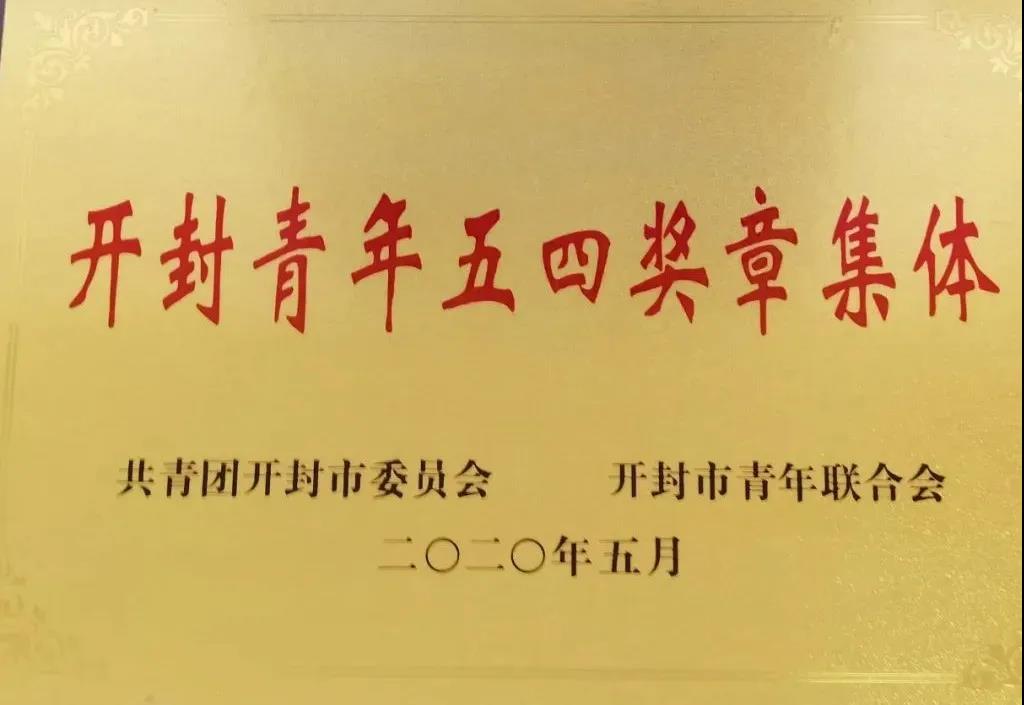 开封青年五四奖章集体
共青团开封市委员会 开封市青年联合会
二〇二〇年五月